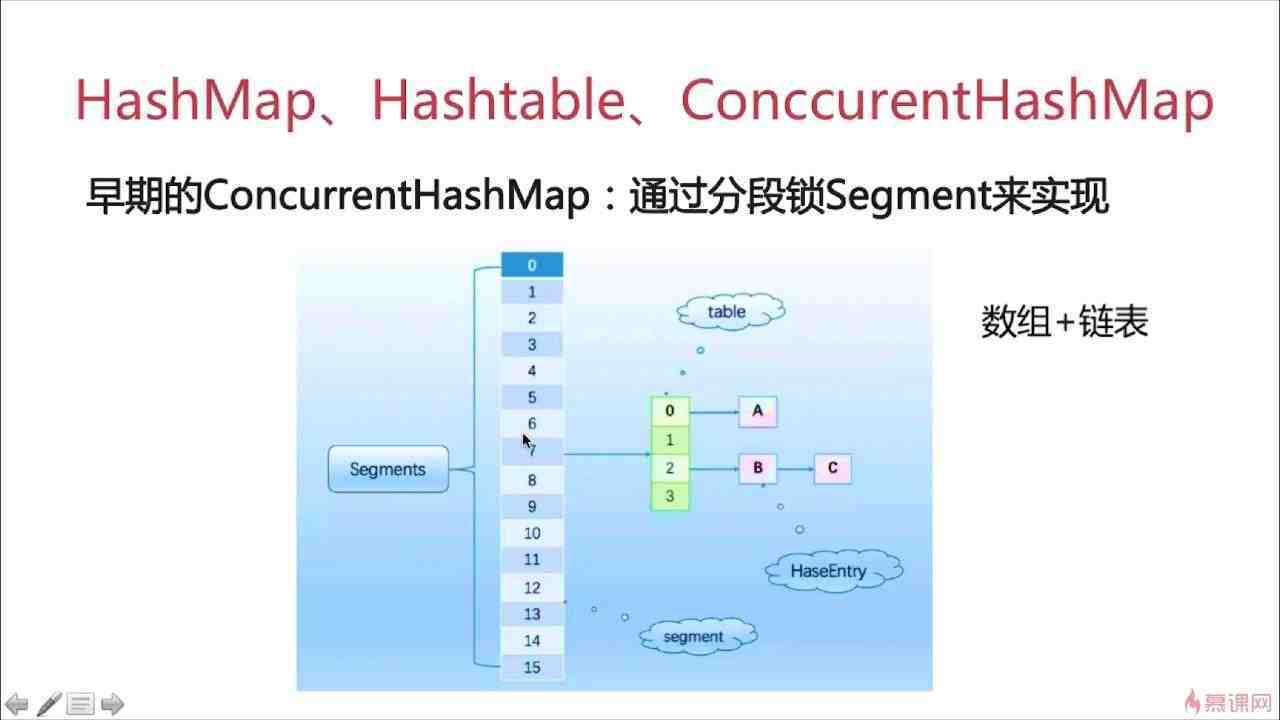 HashMap、Hashtable、ConccurentHashMap
早期的ConcurrentHashMap：通过分段锁Segment来实现
数组+链表
Segments
0
1
2
3
4
5
6
7
8
9
10
11
12
13
14
15
table
0
1
2
3
A
B
C
HaseEntry
segment
慕课网